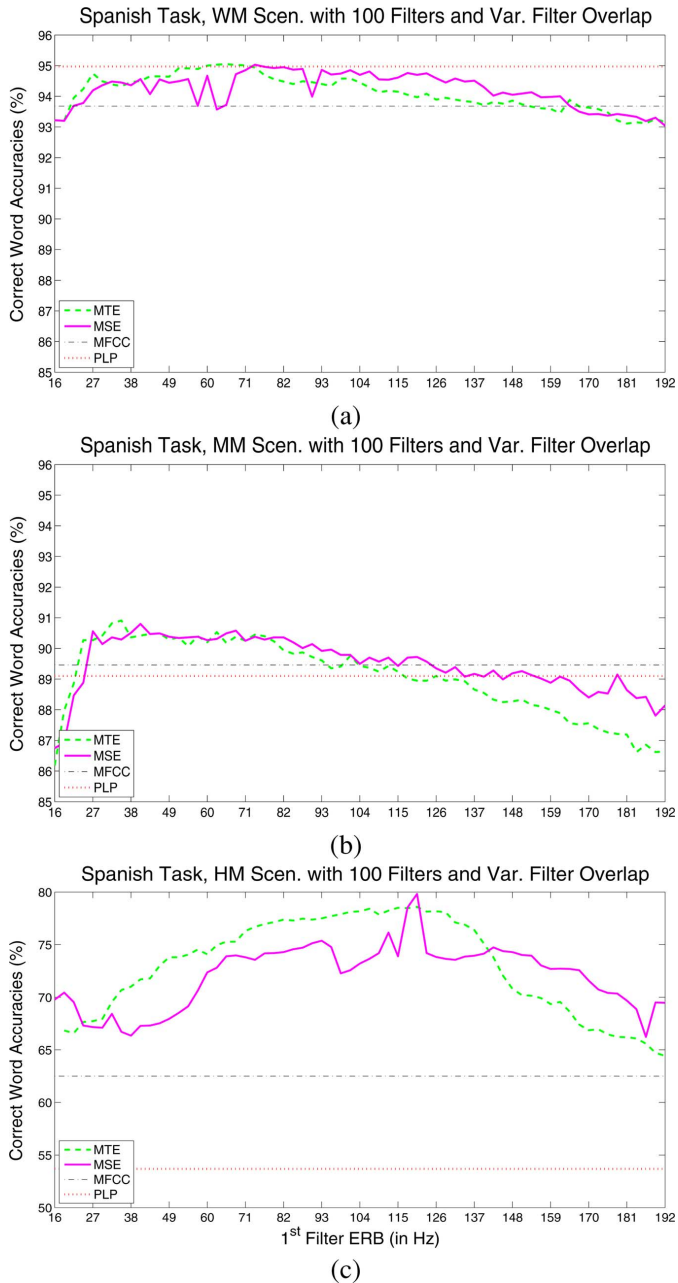 Spanish Task, WM Scen. with 100 Filters and Var. Filter Overlap
Correct Word Accuracies (%)
96
95
94
93
92
91
90
89
88
87
86
85
MTE
MSE
MFCC
PLP
16 27 38 49 60 71 82 93 104 115 126 137 148 159 170 181 192
(a)
Spanish Task, MM Scen. with 100 Filters and Var. Filter Overlap
Correct Word Accuracies (%)
96
95
94
93
92
91
90
89
88
87
86
85
MTE
MSE
MFCC
PLP
16 27 38 49 60 71 82 93 104 115 126 137 148 159 170 181 192
(b)
Spanish Task, HM Scen. with 100 Filters and Var. Filter Overlap
Correct Word Accuracies (%)
80
75
70
65
60
55
50
MTE
MSE
MFCC
PLP
16 27 38 49 60 71 82 93 104 115 126 137 148 159 170 181 192
1st Filter ERB (in Hz)
(c)